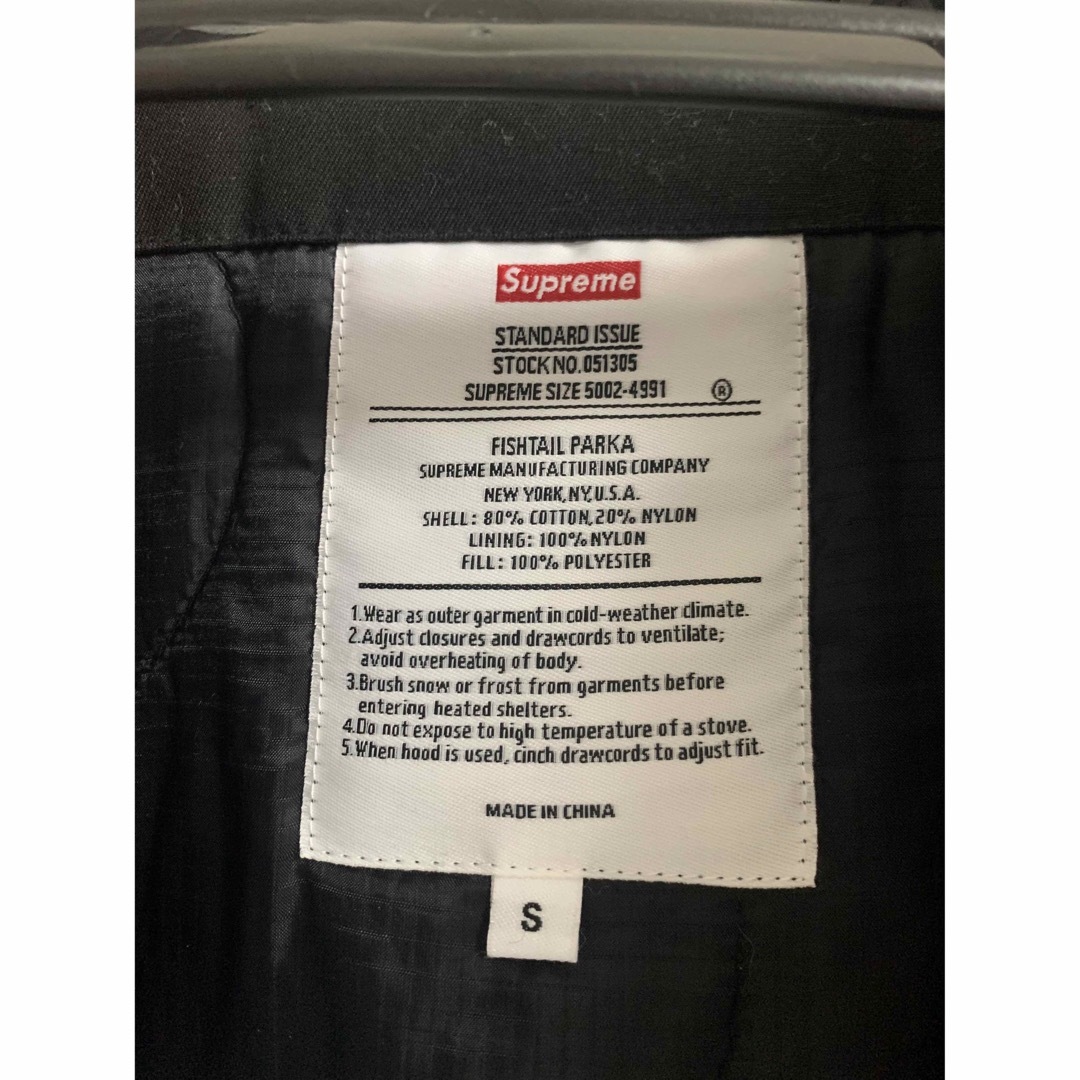 Supreme
STANDARD ISSUE
STOCK NO.051305
SUPREME SIZE 5002-4991 ®
FISHTAIL PARKA
SUPREME MANUFACTURING COMPANY
NEW YORK,NY,U.S.A.
SHELL: 80% COTTON,20% NYLON
LINING: 100%NYLON
FILL: 100% POLYESTER
1.Wear as outer garment in cold-weather climate.
2.Adjust closures and drawcords to ventilate;
avoid overheating of body.
3.Brush snow or frost from garments before
entering heated shelters.
4.Do not expose to high temperature of a stove.
5.When hood is used, cinch drawcords to adjust fit.
MADE IN CHINA
S